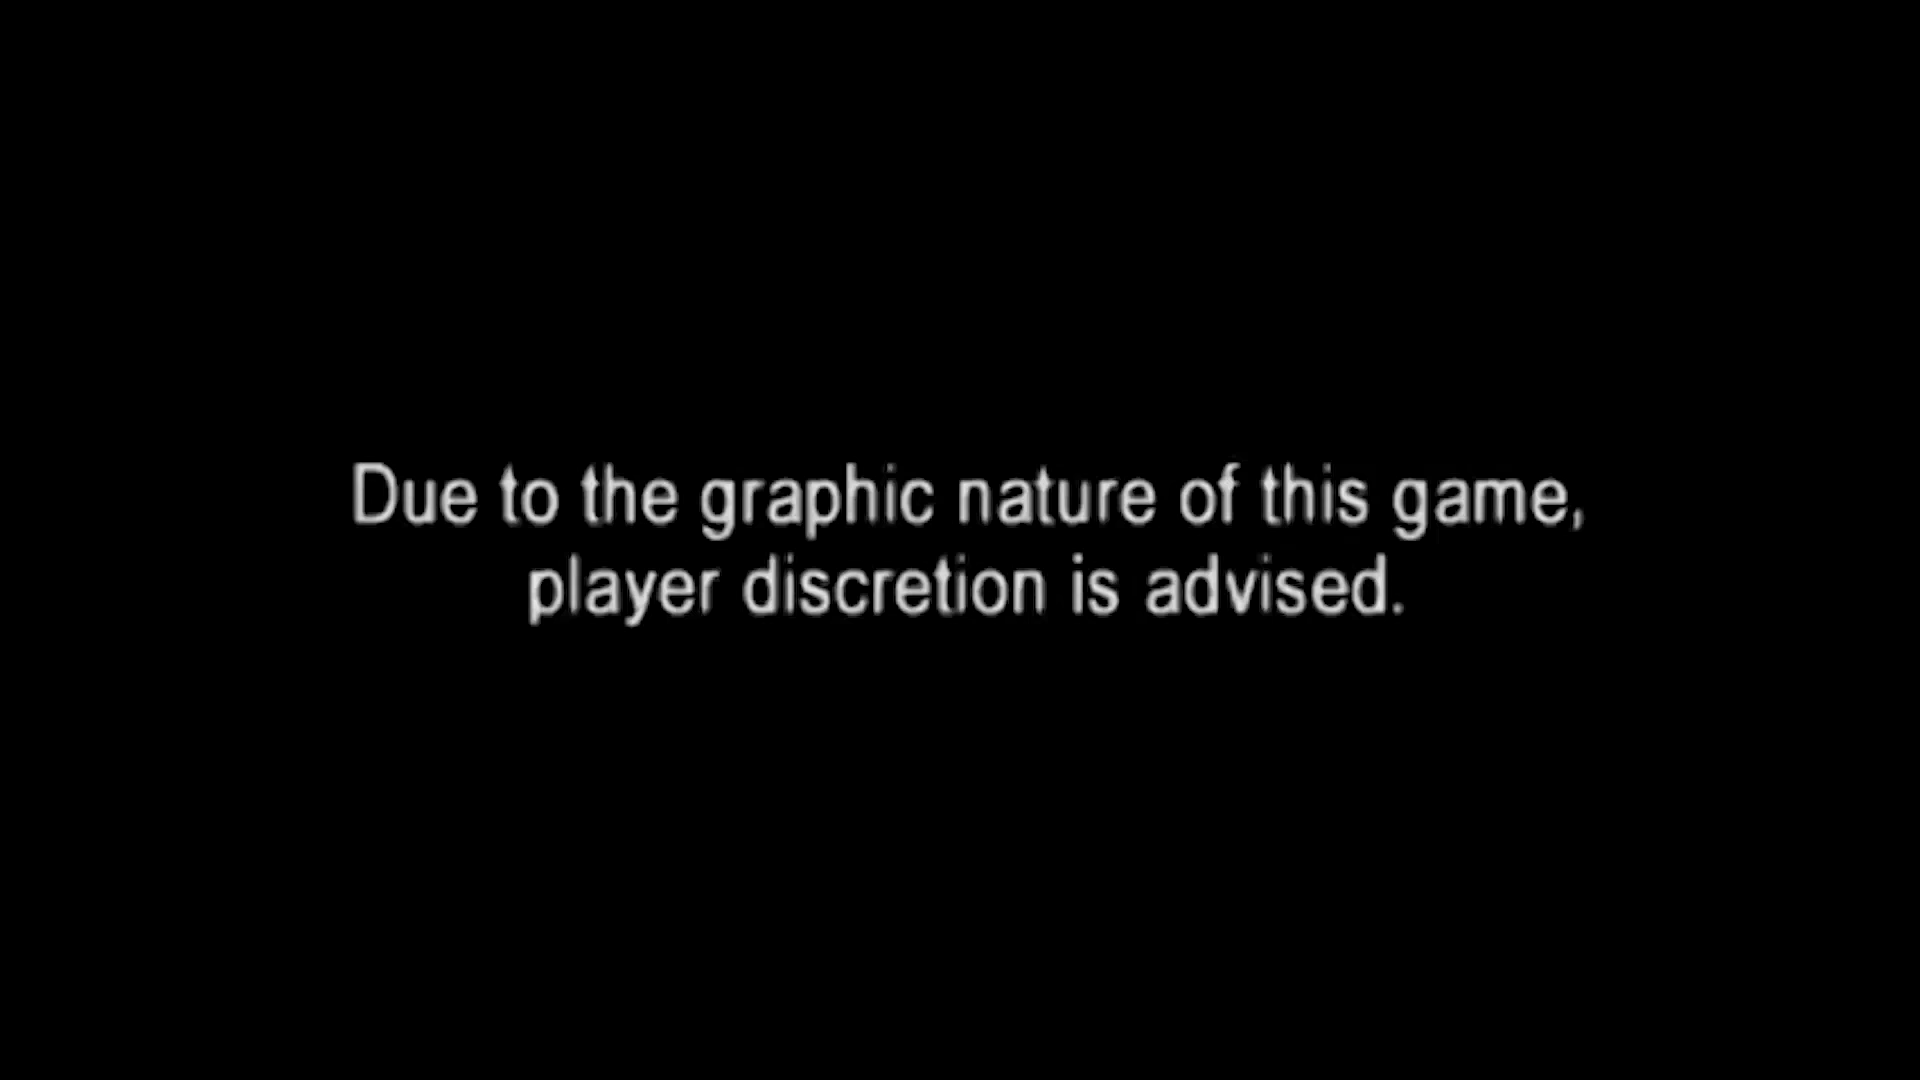 Due to the graphic nature of this game,
player discretion is advised.